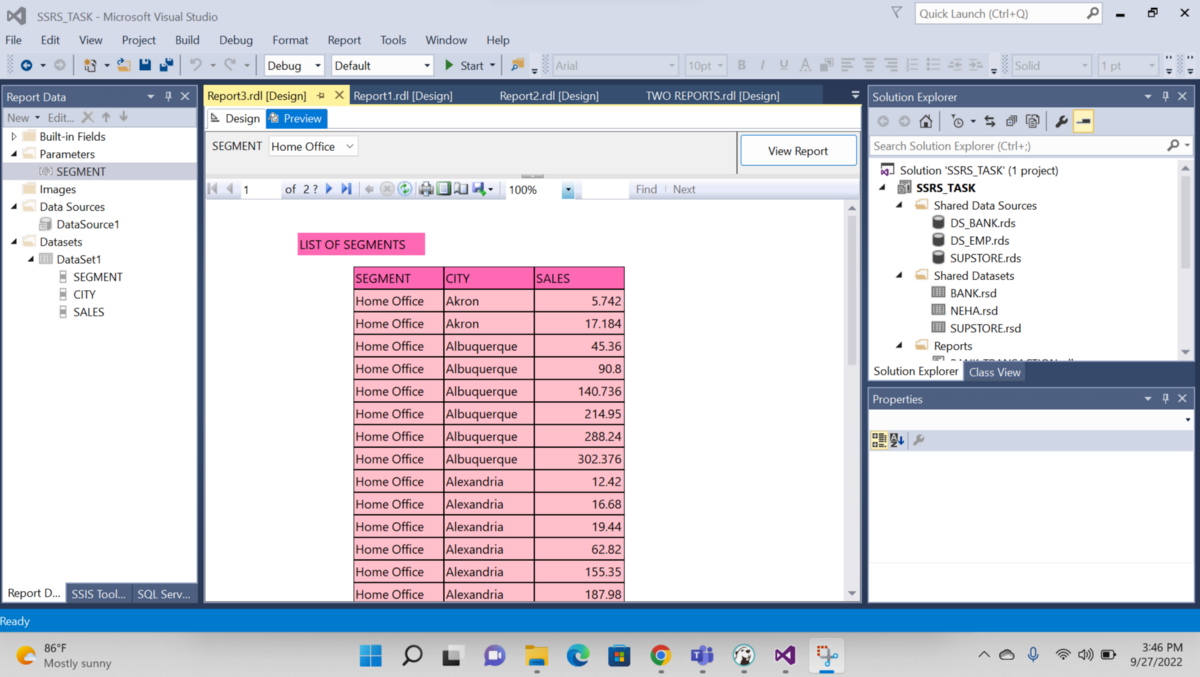 SSRS_TASK - Microsoft Visual Studio
Quick Launch (Ctrl+Q)
File Edit View Project Build Debug Format Report Tools Window Help
Debug Default Start Arial 10pt B I U A Solid 1 pt
Report Data
New Edit...
Built-in Fields
Parameters
SEGMENT
Images
Data Sources
DataSource1
Datasets
DataSet1
SEGMENT
CITY
SALES
Report D... SSIS Tool... SQL Serv...
Report3.rdl [Design] Report1.rdl [Design] Report2.rdl [Design] TWO REPORTS.rdl [Design]
Design Preview
SEGMENT Home Office View Report
1 of 2 ? 100% Find Next
LIST OF SEGMENTS
SEGMENT CITY SALES
Home Office Akron 5.742
Home Office Akron 17.184
Home Office Albuquerque 45.36
Home Office Albuquerque 90.8
Home Office Albuquerque 140.736
Home Office Albuquerque 214.95
Home Office Albuquerque 288.24
Home Office Albuquerque 302.376
Home Office Alexandria 12.42
Home Office Alexandria 16.68
Home Office Alexandria 19.44
Home Office Alexandria 62.82
Home Office Alexandria 155.35
Home Office Alexandria 187.98
Solution Explorer
Search Solution Explorer (Ctrl+;)
Solution 'SSRS_TASK' (1 project)
SSRS_TASK
Shared Data Sources
DS_BANK.rds
DS_EMP.rds
SUPSTORE.rds
Shared Datasets
BANK.rsd
NEHA.rsd
SUPSTORE.rsd
Reports
Solution Explorer Class View
Properties
Ready
86°F
Mostly sunny
3:46 PM
9/27/2022